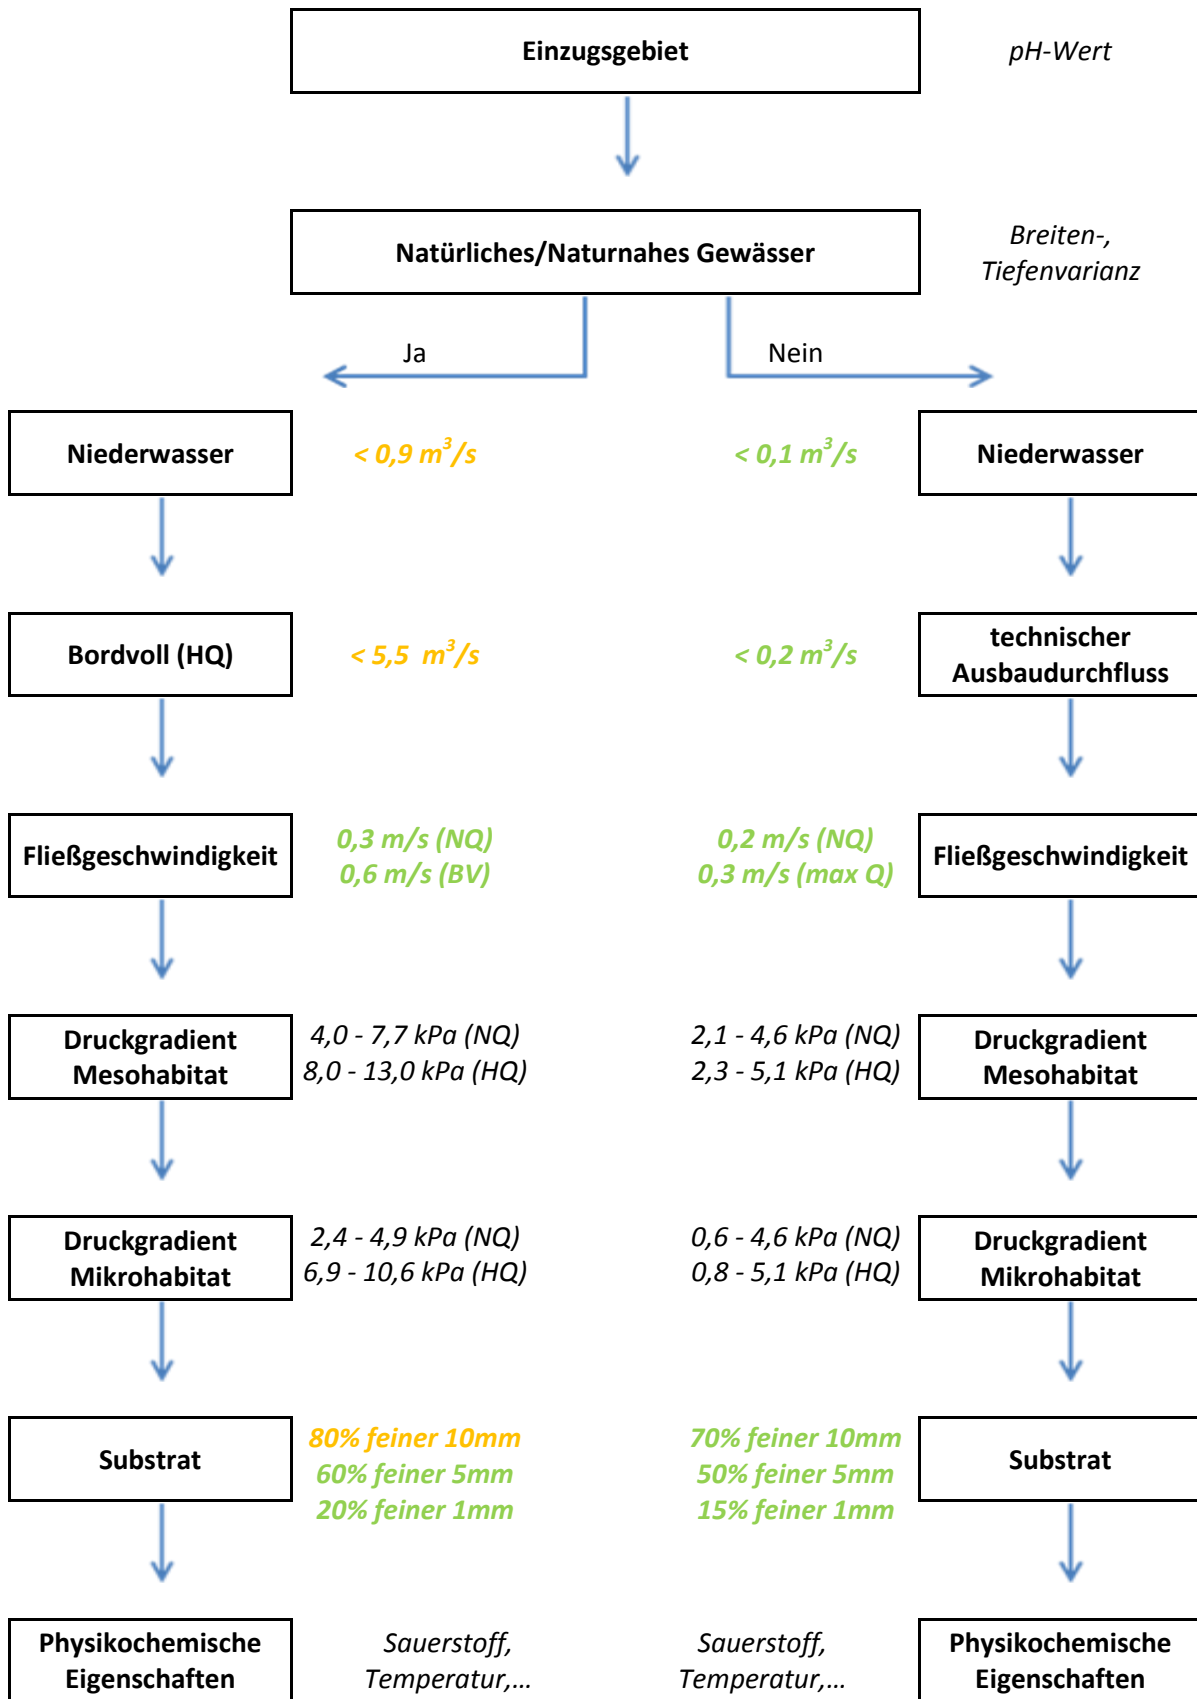 Einzugsgebiet
pH-Wert
Natürliches/Naturnahes Gewässer
Breiten-,
Tiefenvarianz
Ja
Nein
Niederwasser
< 0,9 m³/s
< 0,1 m³/s
Niederwasser
Bordvoll (HQ)
< 5,5 m³/s
< 0,2 m³/s
technischer
Ausbaudurchfluss
Fließgeschwindigkeit
0,3 m/s (NQ)
0,6 m/s (BV)
0,2 m/s (NQ)
0,3 m/s (max Q)
Fließgeschwindigkeit
Druckgradient
Mesohabitat
4,0 - 7,7 kPa (NQ)
8,0 - 13,0 kPa (HQ)
2,1 - 4,6 kPa (NQ)
2,3 - 5,1 kPa (HQ)
Druckgradient
Mesohabitat
Druckgradient
Mikrohabitat
2,4 - 4,9 kPa (NQ)
6,9 - 10,6 kPa (HQ)
0,6 - 4,6 kPa (NQ)
0,8 - 5,1 kPa (HQ)
Druckgradient
Mikrohabitat
Substrat
80% feiner 10mm
60% feiner 5mm
20% feiner 1mm
70% feiner 10mm
50% feiner 5mm
15% feiner 1mm
Substrat
Physikochemische
Eigenschaften
Sauerstoff,
Temperatur,...
Sauerstoff,
Temperatur,...
Physikochemische
Eigenschaften